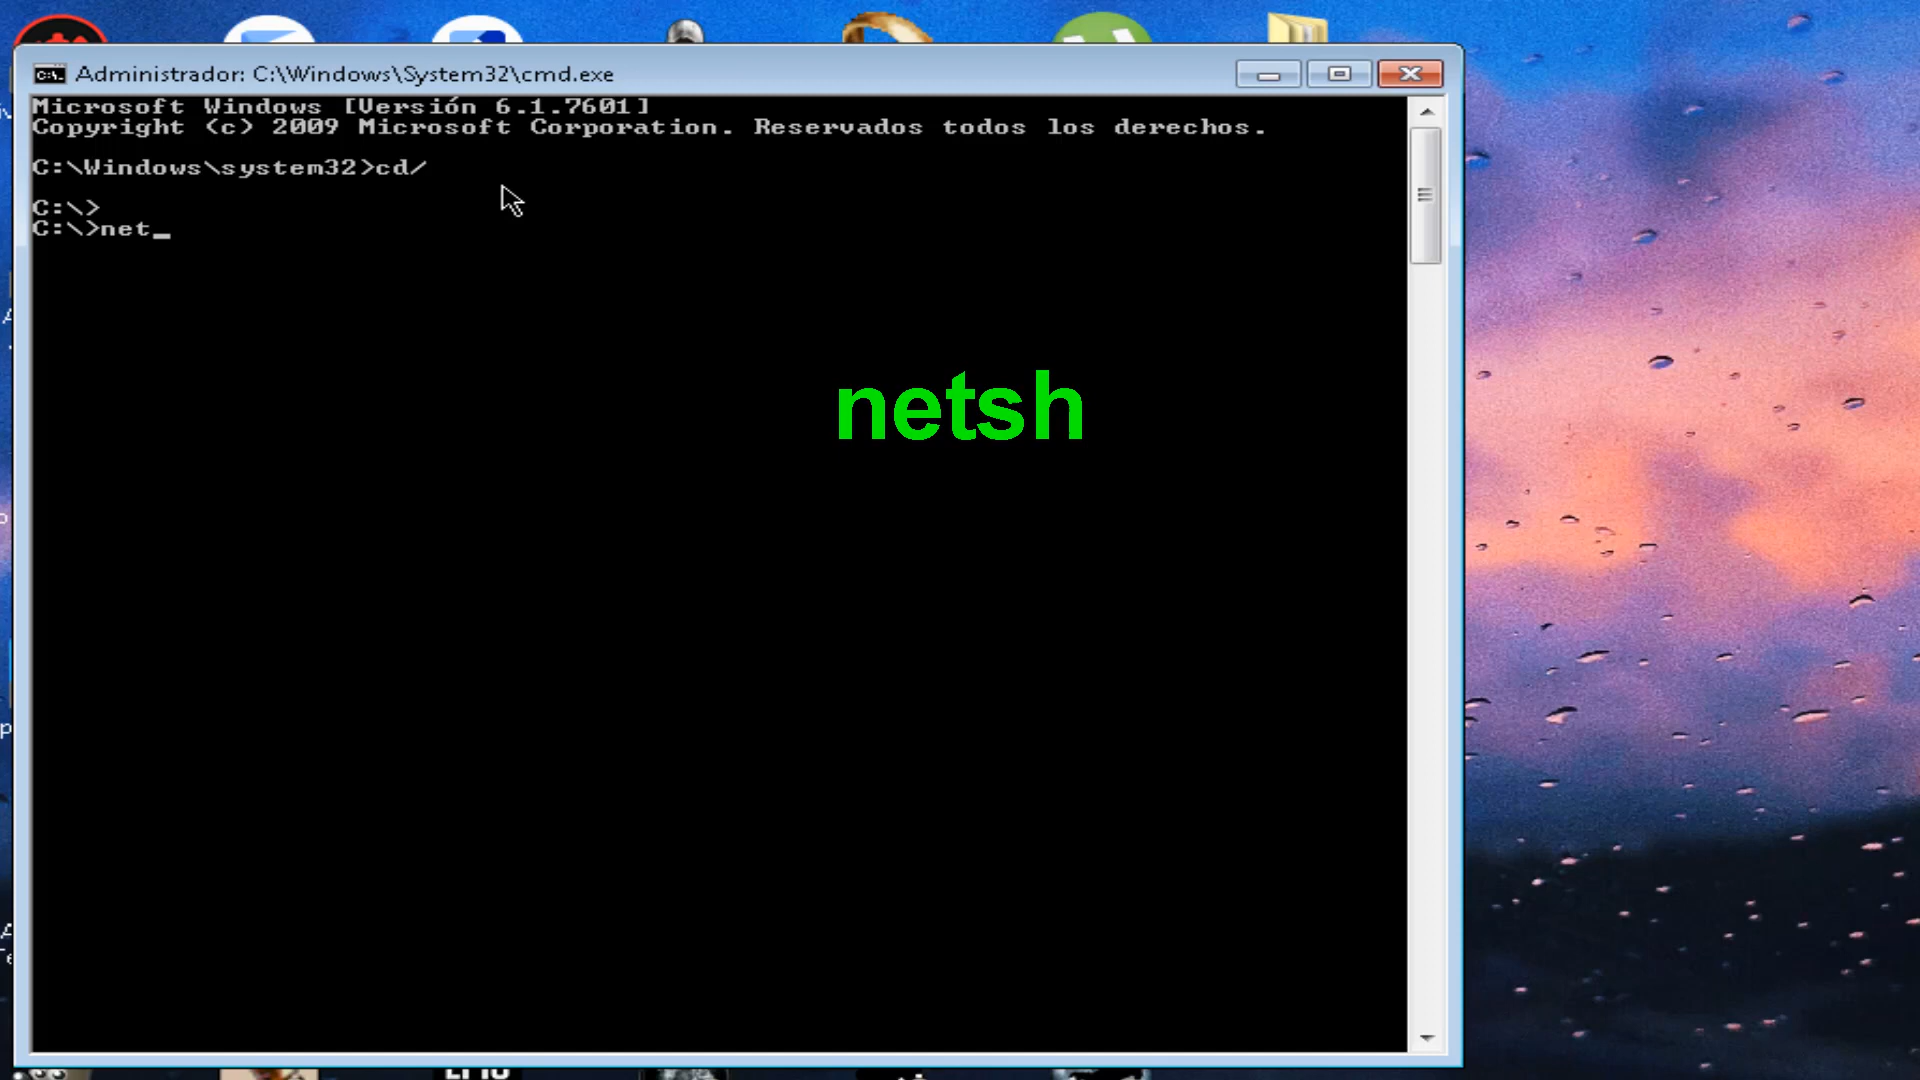 Administrador: C:\Windows\System32\cmd.exe
Microsoft Windows [Versión 6.1.7601]
Copyright (c) 2009 Microsoft Corporation. Reservados todos los derechos.
C:\Windows\system32>cd/
C:\>
C:\>net_
netsh